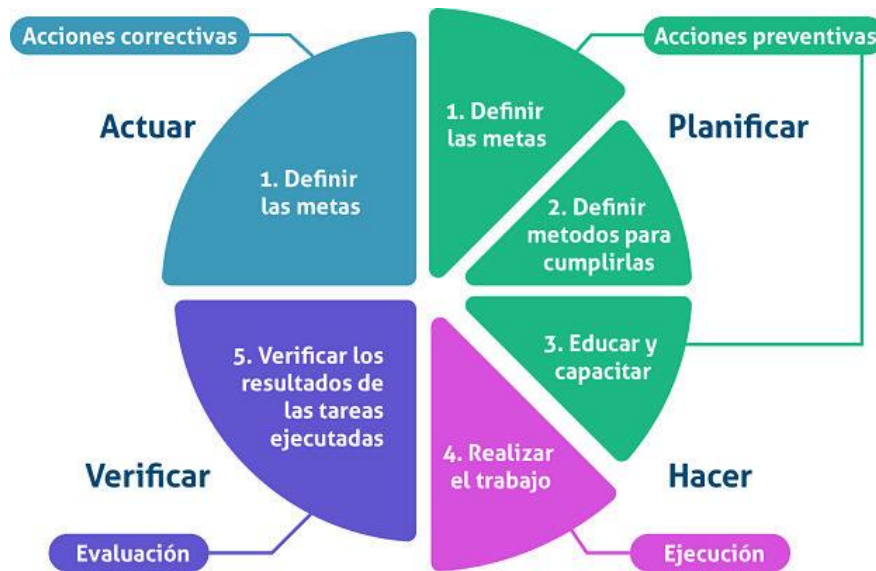 Acciones correctivas
Acciones preventivas
Actuar
Planificar
1. Definir
las metas
1. Definir
las metas
2. Definir
metodos para
cumplirlas
3. Educar y
capacitar
4. Realizar
el trabajo
5. Verificar los
resultados de
las tareas
ejecutadas
Verificar
Hacer
Evaluación
Ejecución